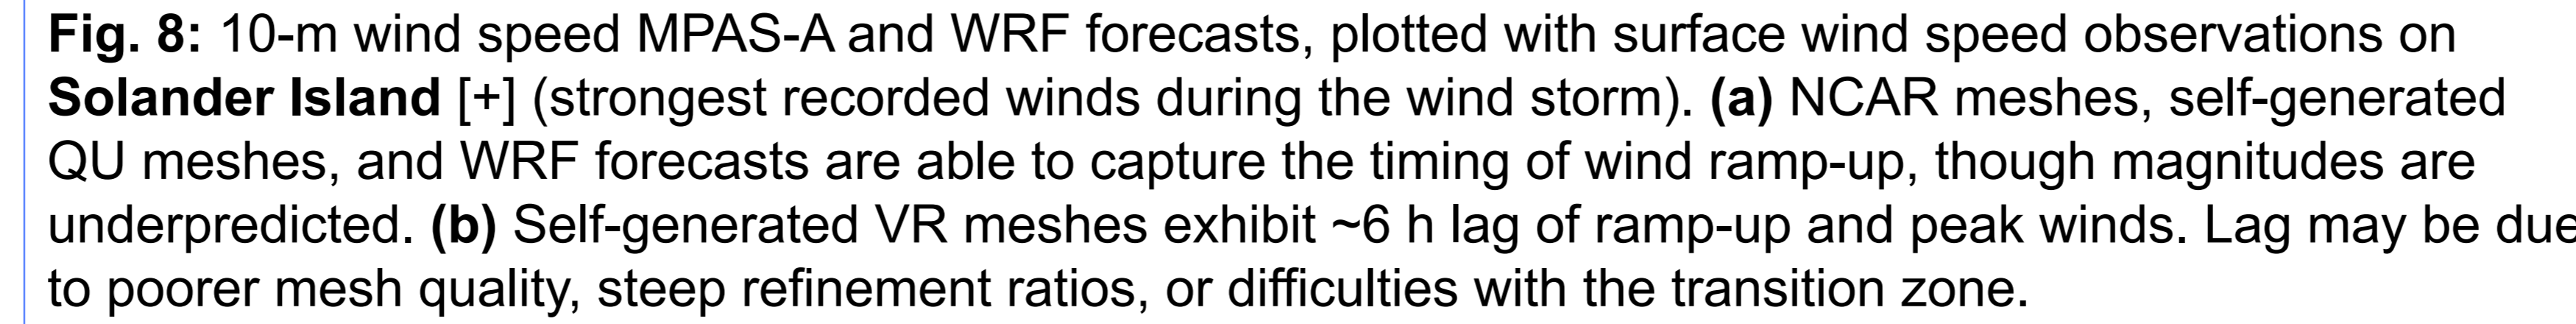 Fig. 8: 10-m wind speed MPAS-A and WRF forecasts, plotted with surface wind speed observations on
Solander Island [+] (strongest recorded winds during the wind storm). (a) NCAR meshes, self-generated
QU meshes, and WRF forecasts are able to capture the timing of wind ramp-up, though magnitudes are
underpredicted. (b) Self-generated VR meshes exhibit ~6 h lag of ramp-up and peak winds. Lag may be due
to poorer mesh quality, steep refinement ratios, or difficulties with the transition zone.